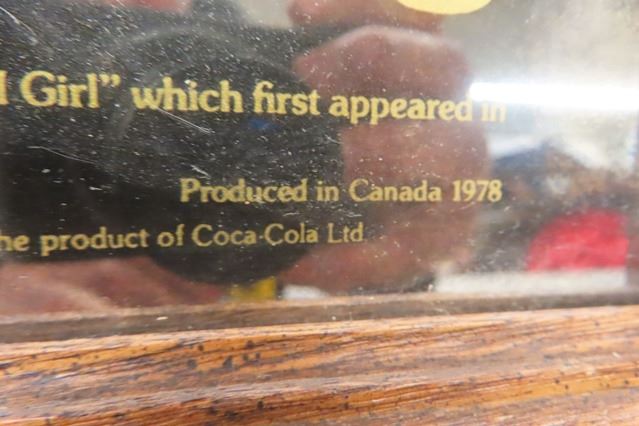 l Girl” which first appeared in
Produced in Canada 1978
he product of Coca-Cola Ltd